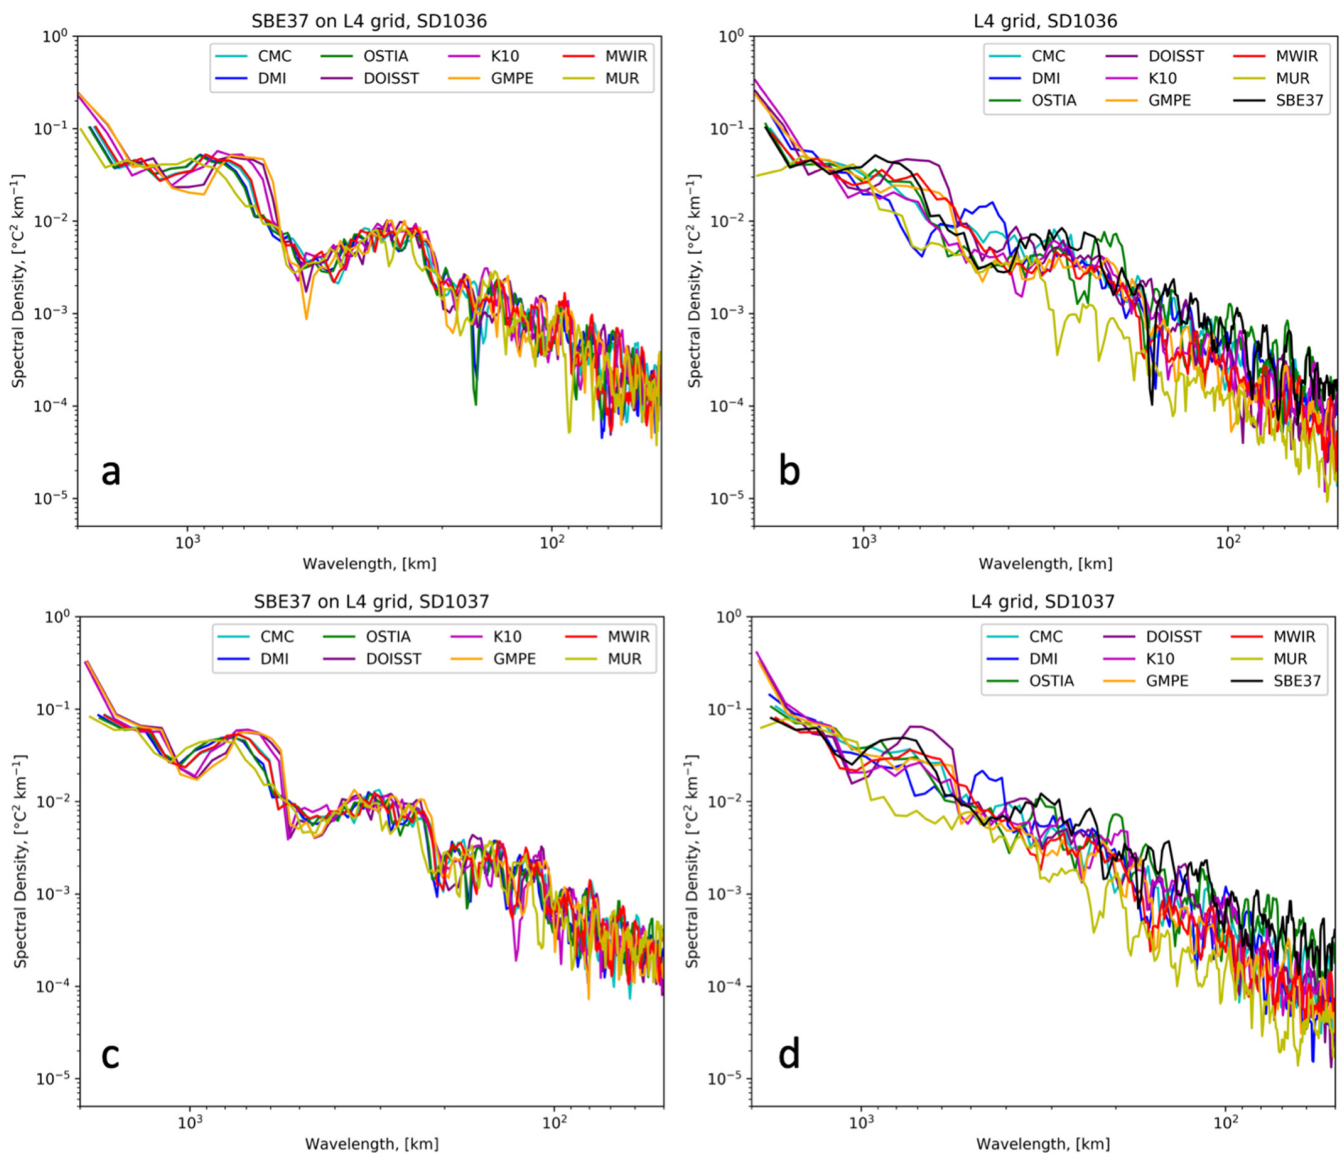 SBE37 on L4 grid, SD1036
10⁰
10⁻¹
10⁻²
10⁻³
10⁻⁴
10⁻⁵
Spectral Density, [°C² km⁻¹]
CMC OSTIA K10 MWIR
DMI DOISST GMPE MUR
a
10³ 10²
Wavelength, [km]
L4 grid, SD1036
10⁰
10⁻¹
10⁻²
10⁻³
10⁻⁴
10⁻⁵
Spectral Density, [°C² km⁻¹]
CMC DOISST MWIR
DMI K10 MUR
OSTIA GMPE SBE37
b
10³ 10²
Wavelength, [km]
SBE37 on L4 grid, SD1037
10⁰
10⁻¹
10⁻²
10⁻³
10⁻⁴
10⁻⁵
Spectral Density, [°C² km⁻¹]
CMC OSTIA K10 MWIR
DMI DOISST GMPE MUR
c
10³ 10²
Wavelength, [km]
L4 grid, SD1037
10⁰
10⁻¹
10⁻²
10⁻³
10⁻⁴
10⁻⁵
Spectral Density, [°C² km⁻¹]
CMC DOISST MWIR
DMI K10 MUR
OSTIA GMPE SBE37
d
10³ 10²
Wavelength, [km]